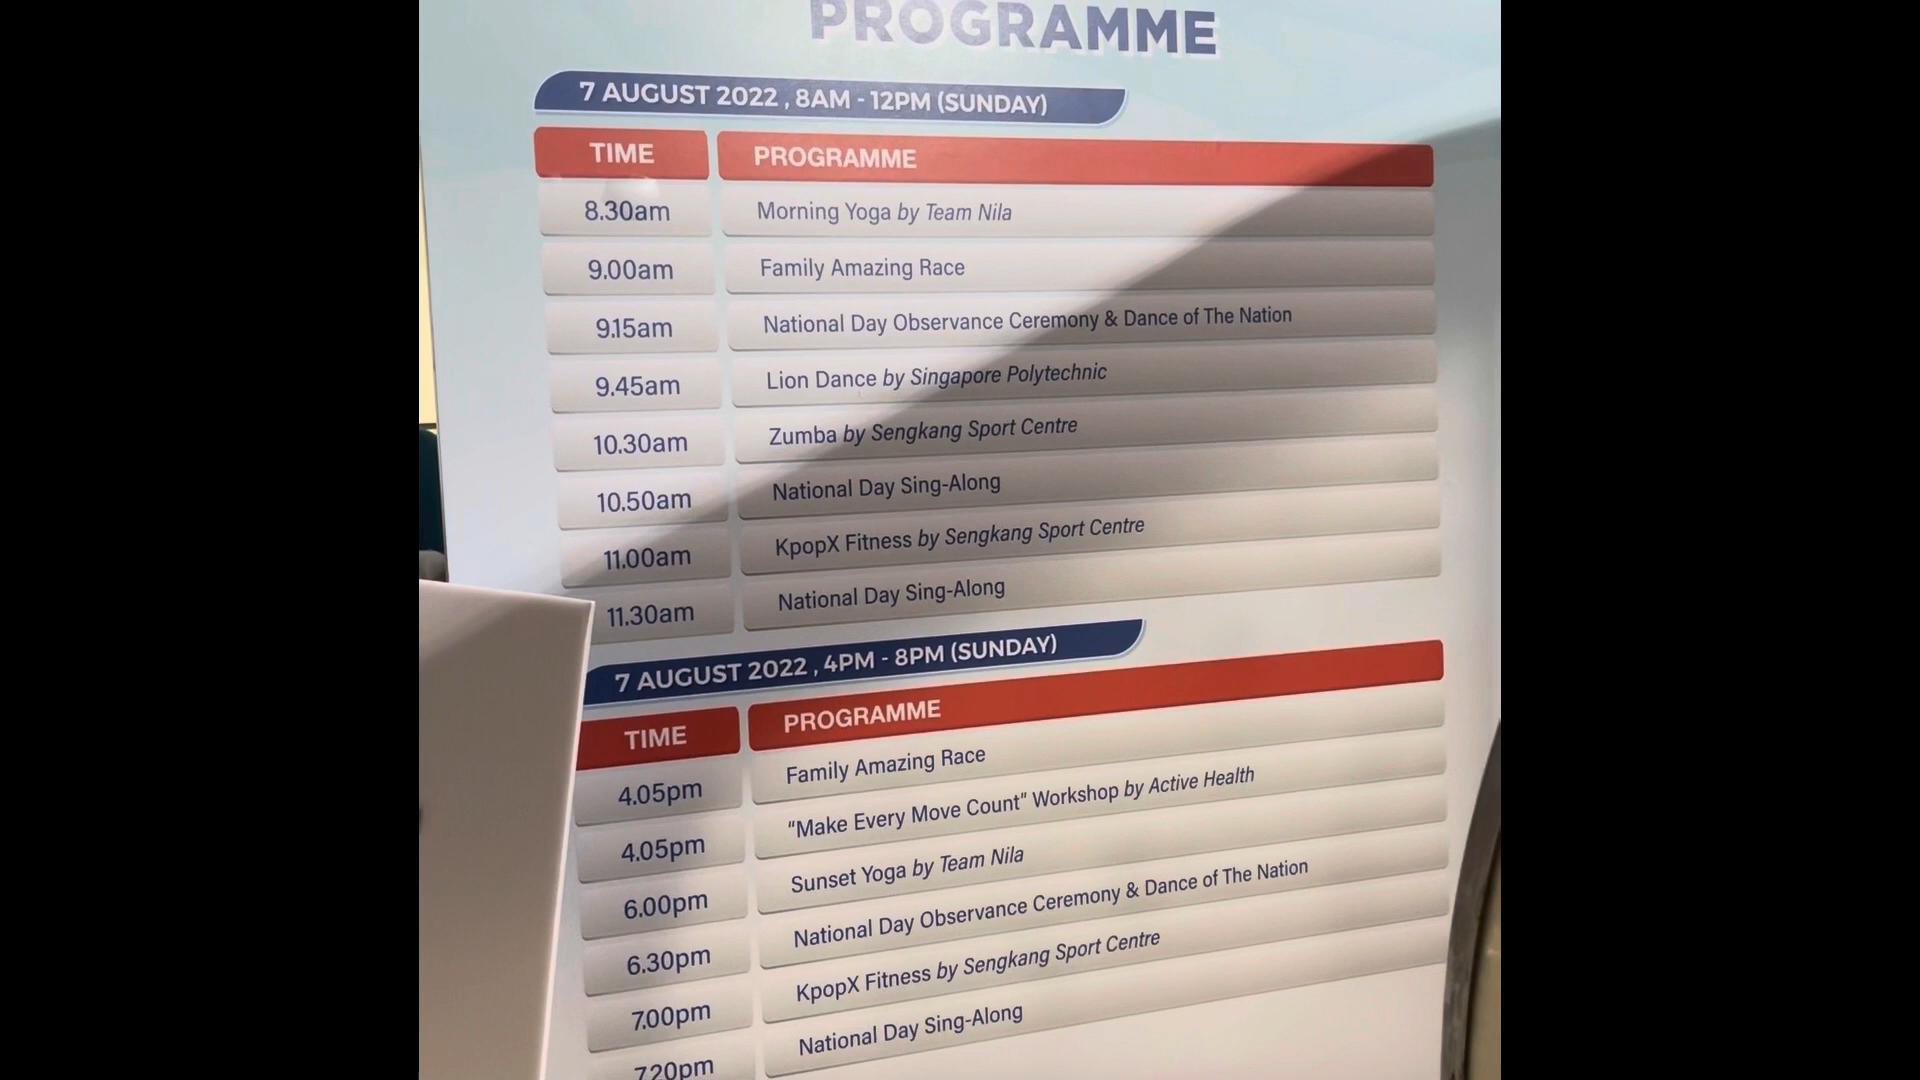 PROGRAMME
7 AUGUST 2022 , 8AM - 12PM (SUNDAY)
TIME PROGRAMME
8.30am Morning Yoga by Team Nila
9.00am Family Amazing Race
9.15am National Day Observance Ceremony & Dance of The Nation
9.45am Lion Dance by Singapore Polytechnic
10.30am Zumba by Sengkang Sport Centre
10.50am National Day Sing-Along
11.00am KpopX Fitness by Sengkang Sport Centre
11.30am National Day Sing-Along
7 AUGUST 2022 , 4PM - 8PM (SUNDAY)
TIME PROGRAMME
4.05pm Family Amazing Race
4.05pm “Make Every Move Count” Workshop by Active Health
6.00pm Sunset Yoga by Team Nila
6.30pm National Day Observance Ceremony & Dance of The Nation
7.00pm KpopX Fitness by Sengkang Sport Centre
7.20pm National Day Sing-Along